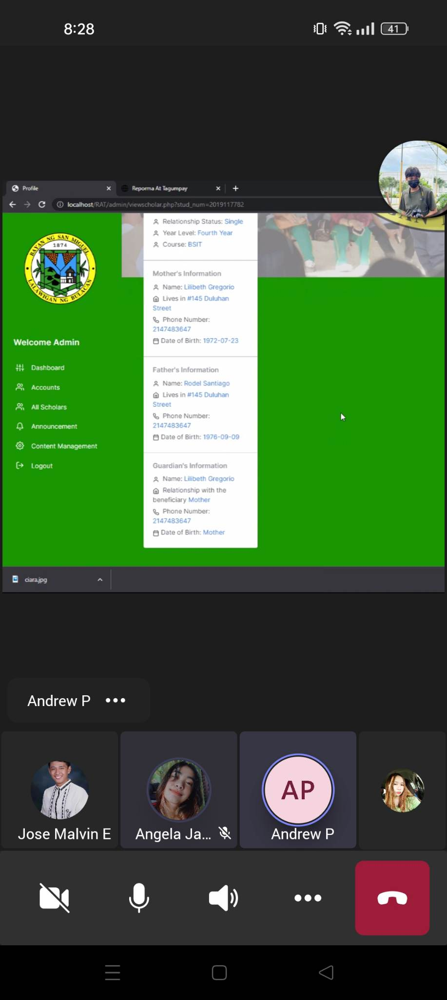 8:28
41
Profile
Reporma At Tagumpay
localhost/RAT/admin/viewscholar.php?stud_num=2019117782
BAYAN NG SAN MIGUEL
1874
LALAWIGAN NG BULACAN
Welcome Admin
Dashboard
Accounts
All Scholars
Announcement
Content Management
Logout
Relationship Status: Single
Year Level: Fourth Year
Course: BSIT
Mother's Information
Name: Lilibeth Gregorio
Lives in #145 Duluhan
Street
Phone Number:
2147483647
Date of Birth: 1972-07-23
Father's Information
Name: Rodel Santiago
Lives in #145 Duluhan
Street
Phone Number:
2147483647
Date of Birth: 1976-09-09
Guardian's Information
Name: Lilibeth Gregorio
Relationship with the
beneficiary Mother
Phone Number:
2147483647
Date of Birth: Mother
ciara.jpg
Andrew P
AP
Jose Malvin E
Angela Ja...
Andrew P